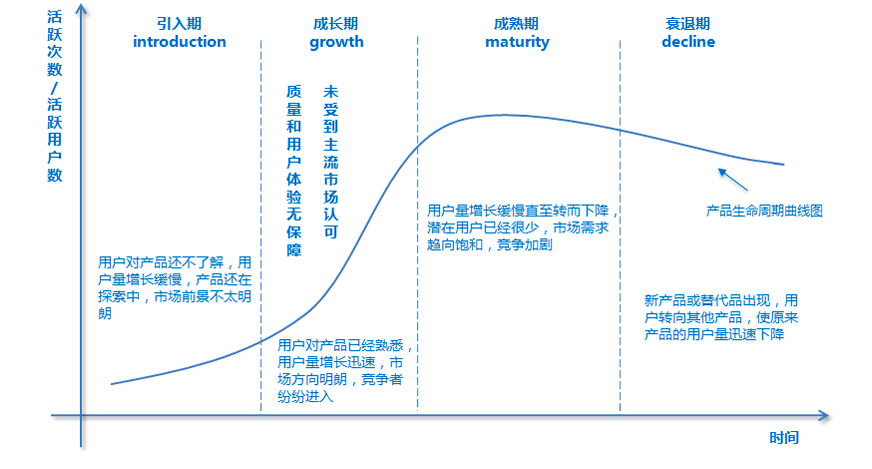 活跃次数/活跃用户数
引入期
introduction
成长期
growth
成熟期
maturity
衰退期
decline
质量和用户体验无保障
未受到主流市场认可
用户对产品还不了解，用
户量增长缓慢，产品还在
探索中，市场前景不太明
朗
用户对产品已经熟悉，
用户量增长迅速，市
场方向明朗，竞争者
纷纷进入
用户量增长缓慢直至转而下降，
潜在用户已经很少，市场需求
趋向饱和，竞争加剧
产品生命周期曲线图
新产品或替代品出现，用
户转向其他产品，使原来
产品的用户量迅速下降
时间